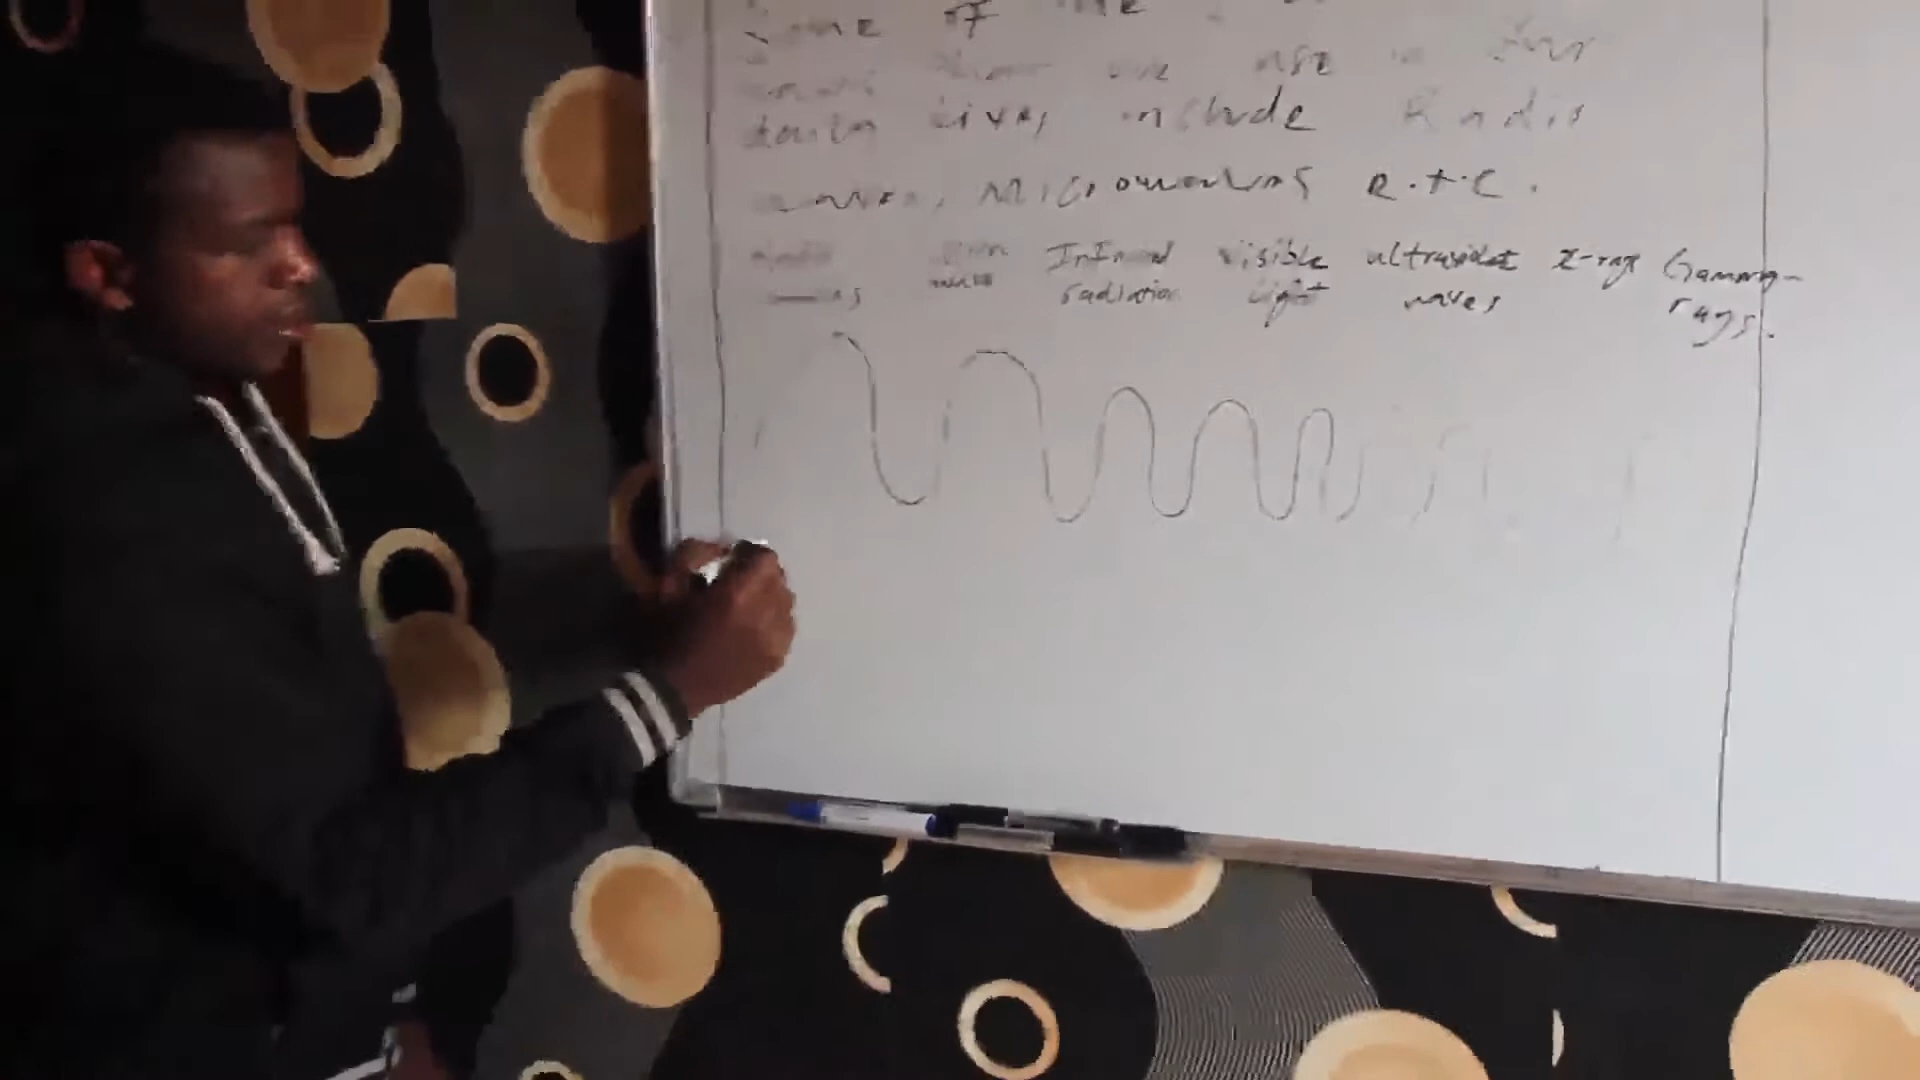 Some of the
we use in our
daily lives include Radio
waves, Microwaves e.t.c.
Radio Infrared visible ultraviolet X-rays Gamma-
waves radiation light waves rays.